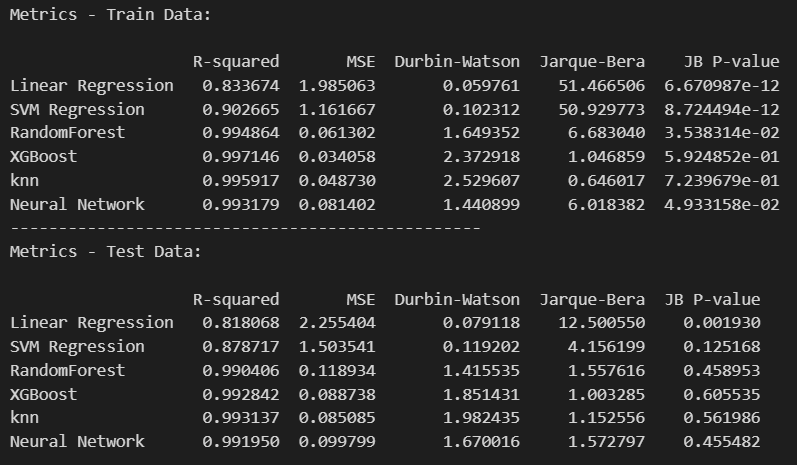 Metrics - Train Data:
R-squared MSE Durbin-Watson Jarque-Bera JB P-value
Linear Regression 0.833674 1.985063 0.059761 51.466506 6.670987e-12
SVM Regression 0.902665 1.161667 0.102312 50.929773 8.724494e-12
RandomForest 0.994864 0.061302 1.649352 6.683040 3.538314e-02
XGBoost 0.997146 0.034058 2.372918 1.046859 5.924852e-01
knn 0.995917 0.048730 2.529607 0.646017 7.239679e-01
Neural Network 0.993179 0.081402 1.440899 6.018382 4.933158e-02
--------------------------------------------------
Metrics - Test Data:
R-squared MSE Durbin-Watson Jarque-Bera JB P-value
Linear Regression 0.818068 2.255404 0.079118 12.500550 0.001930
SVM Regression 0.878717 1.503541 0.119202 4.156199 0.125168
RandomForest 0.990406 0.118934 1.415535 1.557616 0.458953
XGBoost 0.992842 0.088738 1.851431 1.003285 0.605535
knn 0.993137 0.085085 1.982435 1.152556 0.561986
Neural Network 0.991950 0.099799 1.670016 1.572797 0.455482